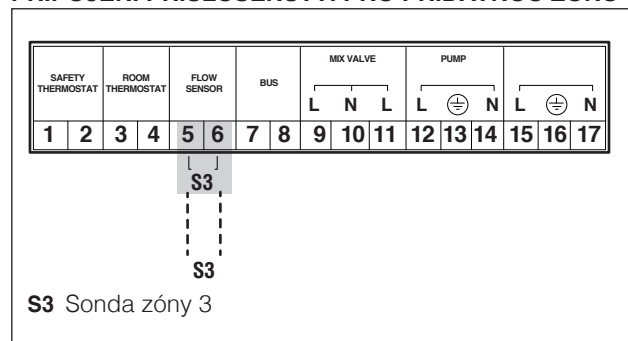 SAFETY THERMOSTAT ROOM THERMOSTAT FLOW SENSOR BUS MIX VALVE PUMP
L N L L N L N
1 2 3 4 5 6 7 8 9 10 11 12 13 14 15 16 17
S3
S3
S3 Sonda zóny 3